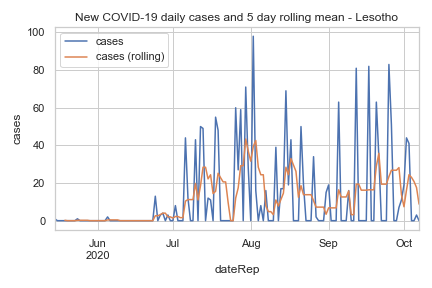 New COVID-19 daily cases and 5 day rolling mean - Lesotho
cases
cases (rolling)
100
80
60
40
20
0
cases
Jun
2020
Jul
Aug
Sep
Oct
dateRep